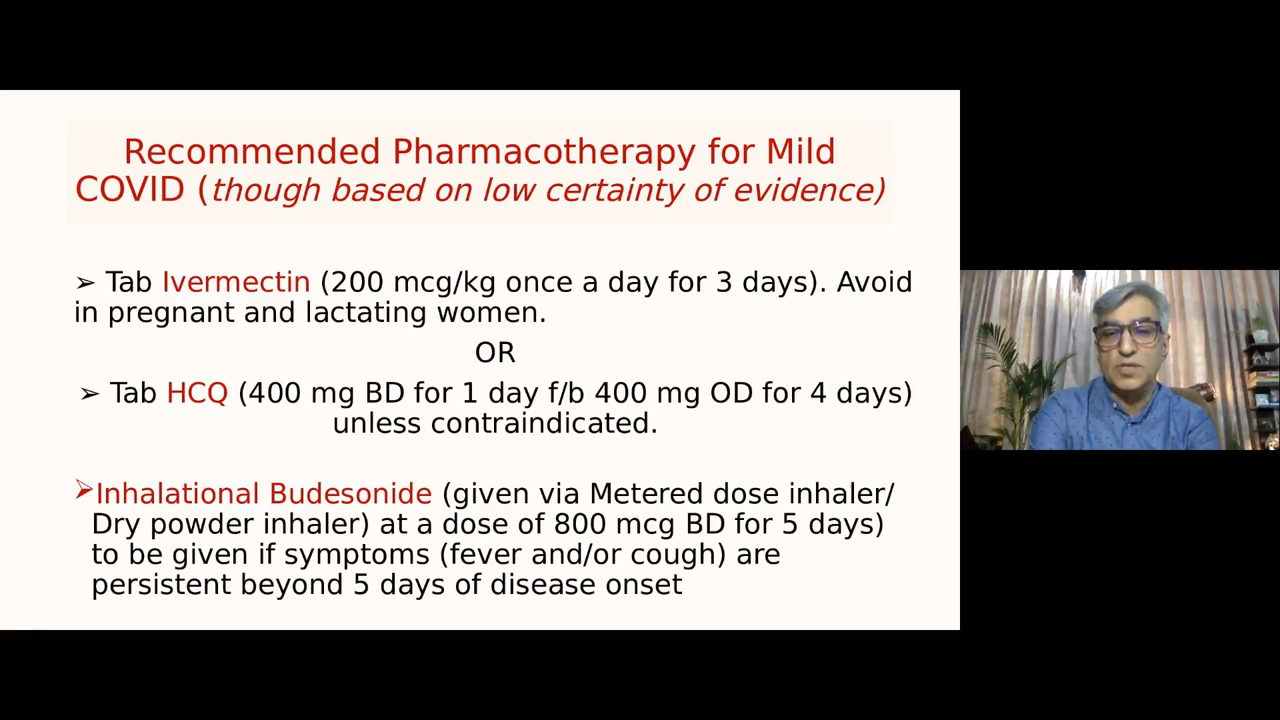 Recommended Pharmacotherapy for Mild
COVID (though based on low certainty of evidence)
➢ Tab Ivermectin (200 mcg/kg once a day for 3 days). Avoid
in pregnant and lactating women.
OR
➢ Tab HCQ (400 mg BD for 1 day f/b 400 mg OD for 4 days)
unless contraindicated.
➢Inhalational Budesonide (given via Metered dose inhaler/
Dry powder inhaler) at a dose of 800 mcg BD for 5 days)
to be given if symptoms (fever and/or cough) are
persistent beyond 5 days of disease onset